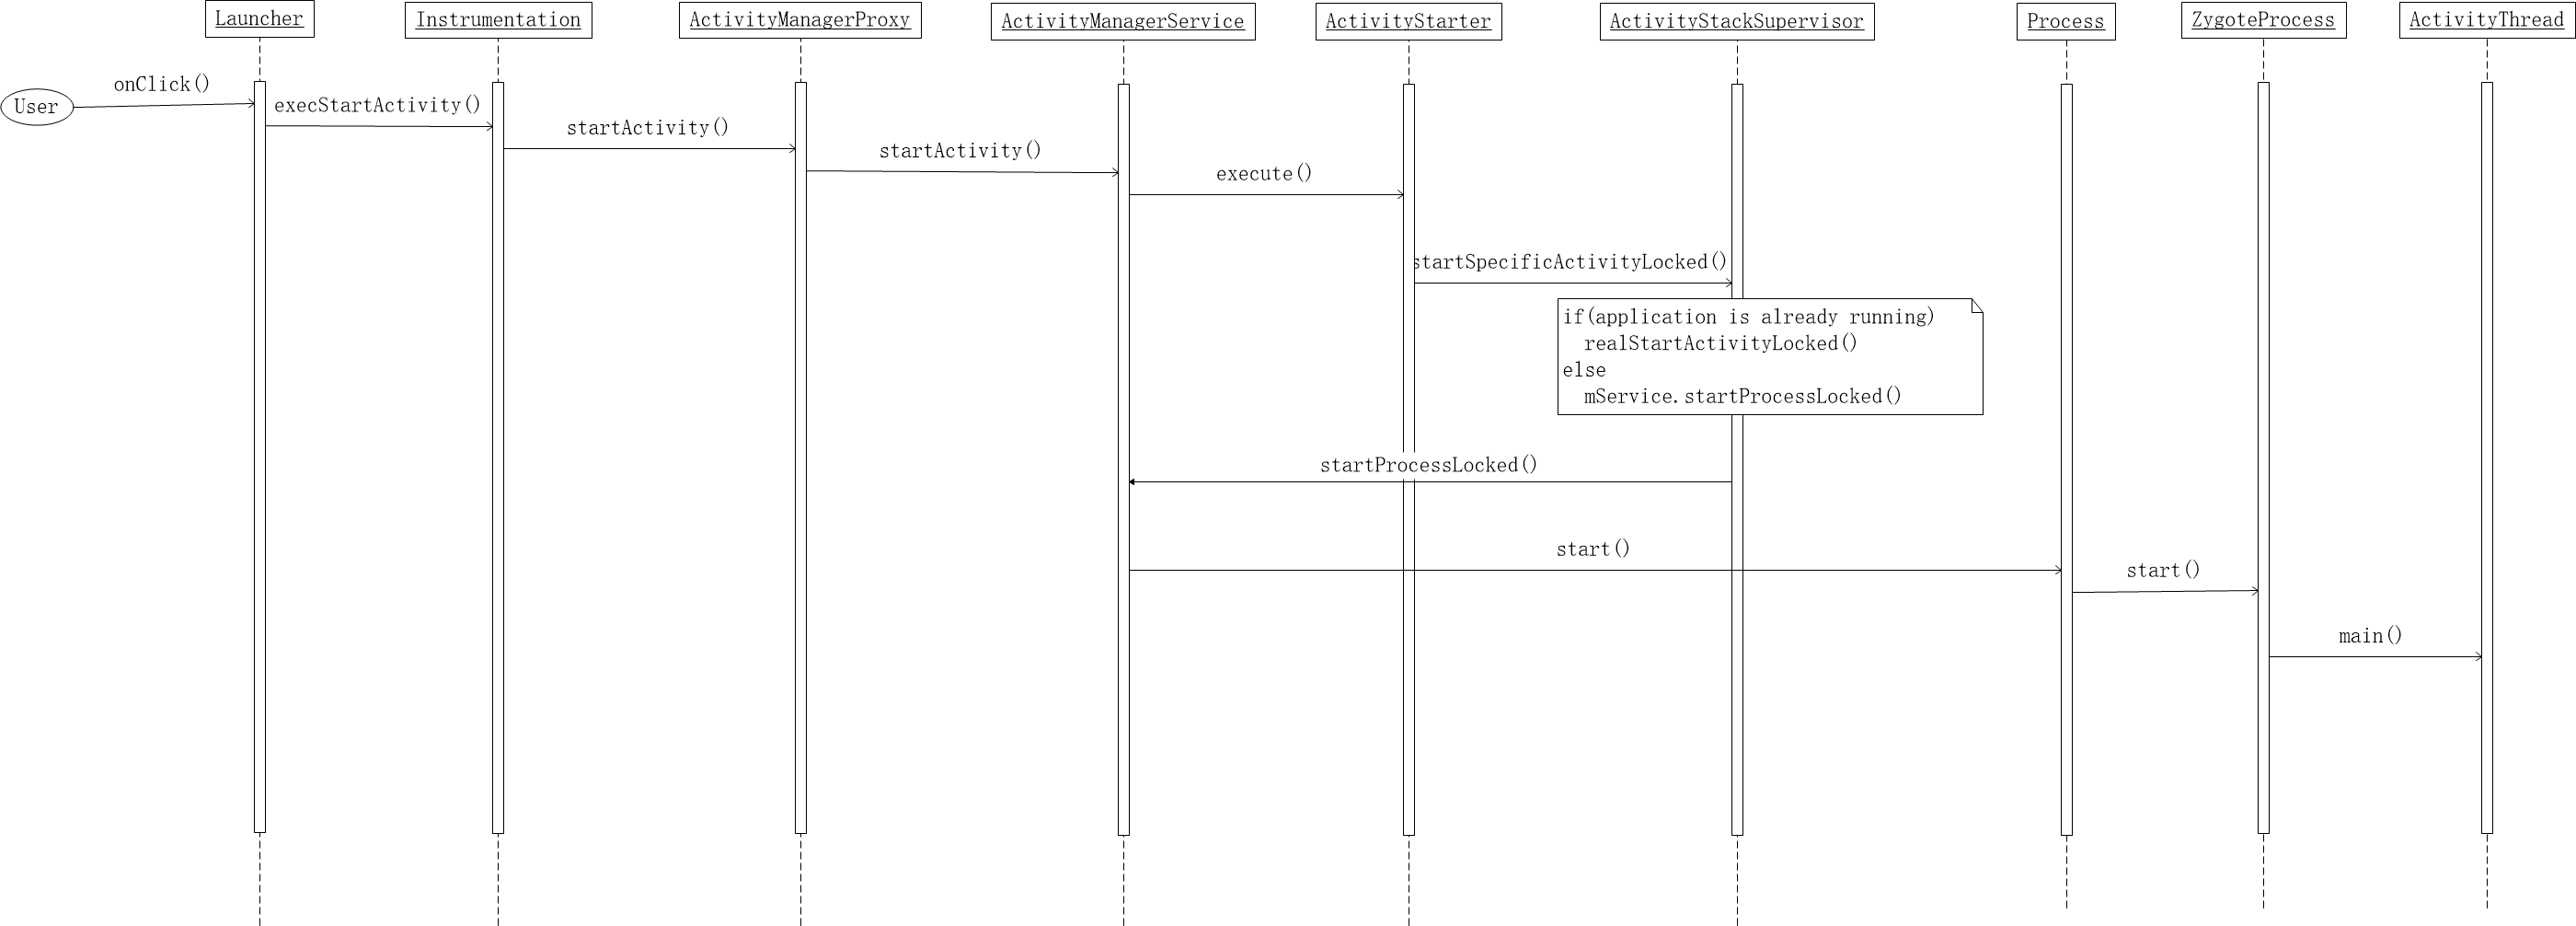 Launcher
Instrumentation
ActivityManagerProxy
ActivityManagerService
ActivityStarter
ActivityStackSupervisor
Process
ZygoteProcess
ActivityThread
User
onClick()
execStartActivity()
startActivity()
startActivity()
execute()
startSpecificActivityLocked()
if(application is already running)
realStartActivityLocked()
else
mService.startProcessLocked()
startProcessLocked()
start()
start()
main()